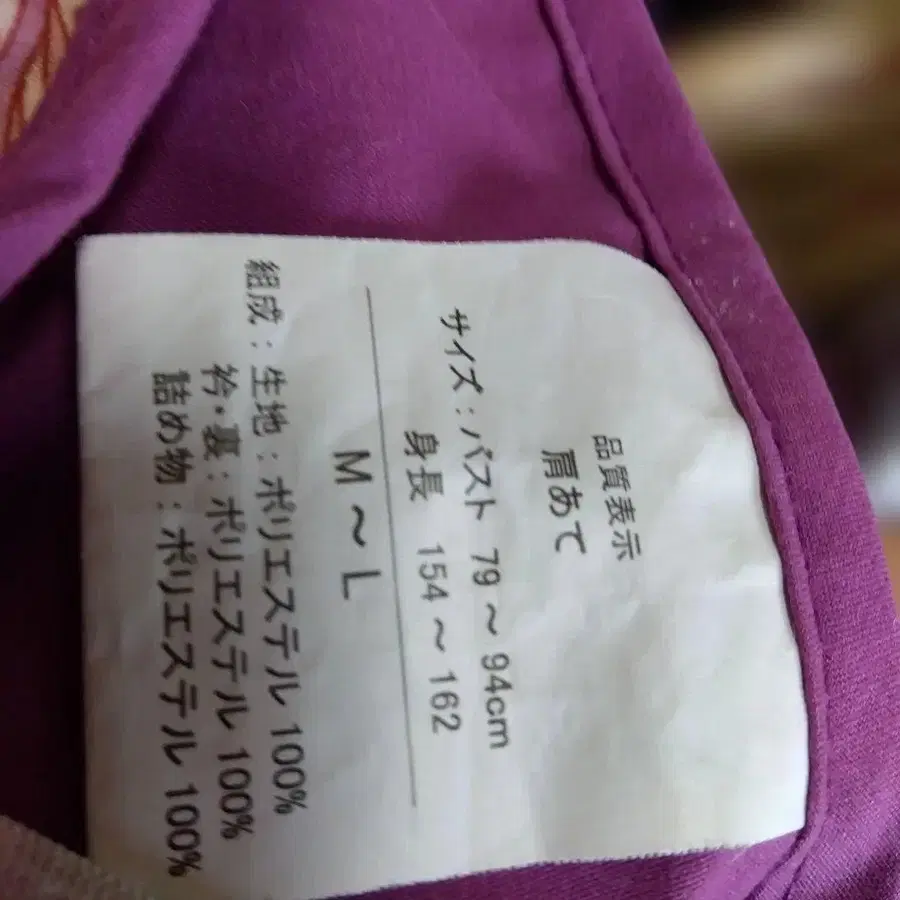 品質表示
肩あて
サイズ：バスト 79～94cm
身長 154～162
M～L
組成：生地：ポリエステル 100%
衿・裏：ポリエステル 100%
詰め物：ポリエステル 100%